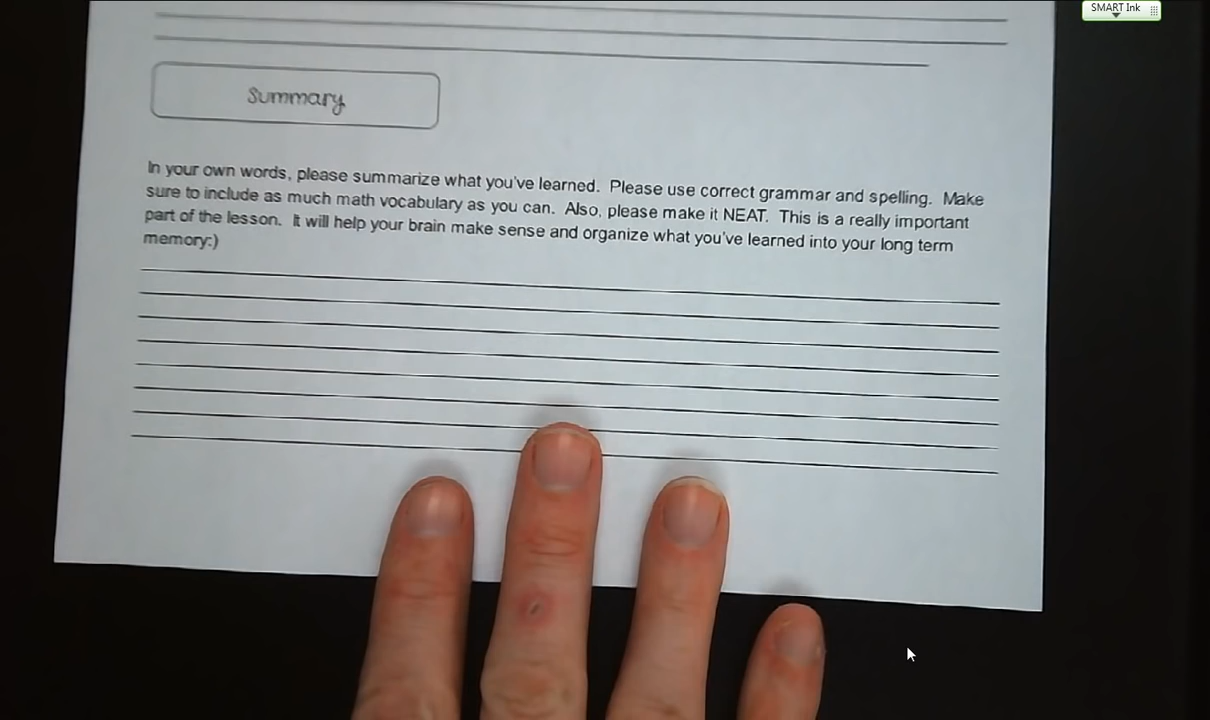 SMART Ink
Summary
In your own words, please summarize what you've learned. Please use correct grammar and spelling. Make
sure to include as much math vocabulary as you can. Also, please make it NEAT. This is a really important
part of the lesson. It will help your brain make sense and organize what you've learned into your long term
memory:)